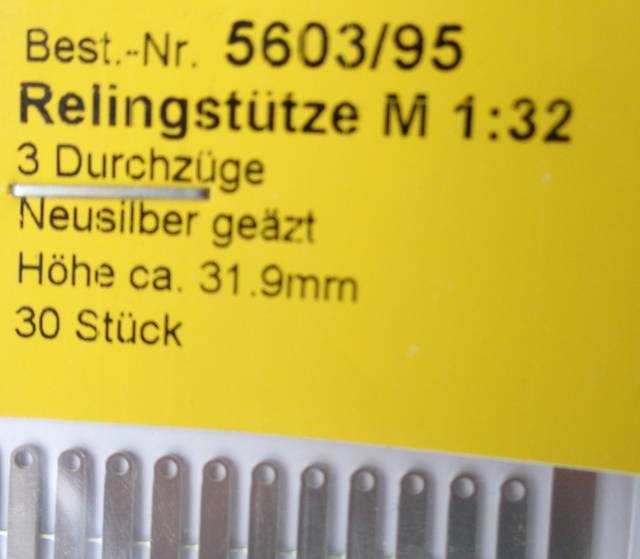 Best.-Nr. 5603/95
Relingstütze M 1:32
3 Durchzüge
Neusilber geäzt
Höhe ca. 31.9mm
30 Stück